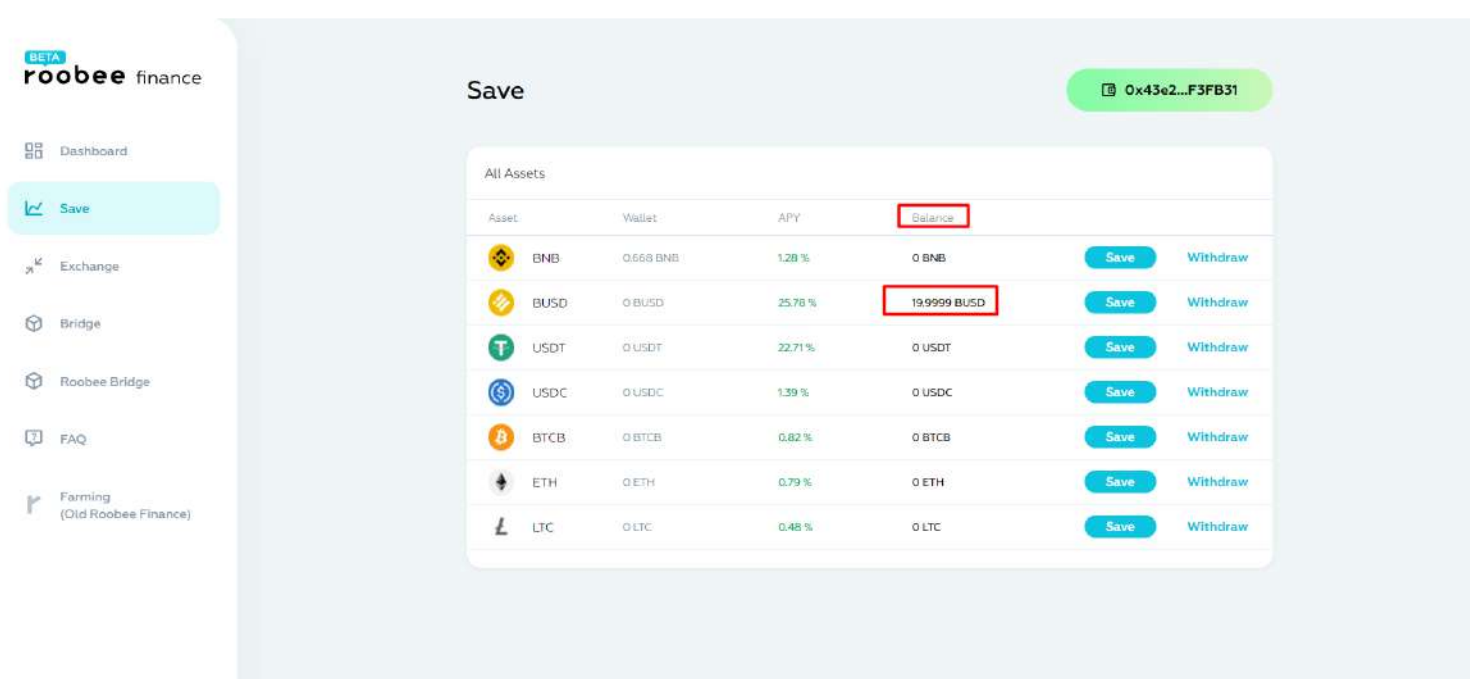 BETA
roobee finance
Dashboard
Save
Exchange
Bridge
Roobee Bridge
FAQ
Farming
(Old Roobee Finance)
Save
0x43e2...F3FB31
All Assets
Asset Wallet APY Balance
BNB 0.668 BNB 1.28 % 0 BNB Save Withdraw
BUSD 0 BUSD 25.78 % 19.9999 BUSD Save Withdraw
USDT 0 USDT 22.71 % 0 USDT Save Withdraw
USDC 0 USDC 1.39 % 0 USDC Save Withdraw
BTCB 0 BTCB 0.82 % 0 BTCB Save Withdraw
ETH 0 ETH 0.79 % 0 ETH Save Withdraw
LTC 0 LTC 0.48 % 0 LTC Save Withdraw